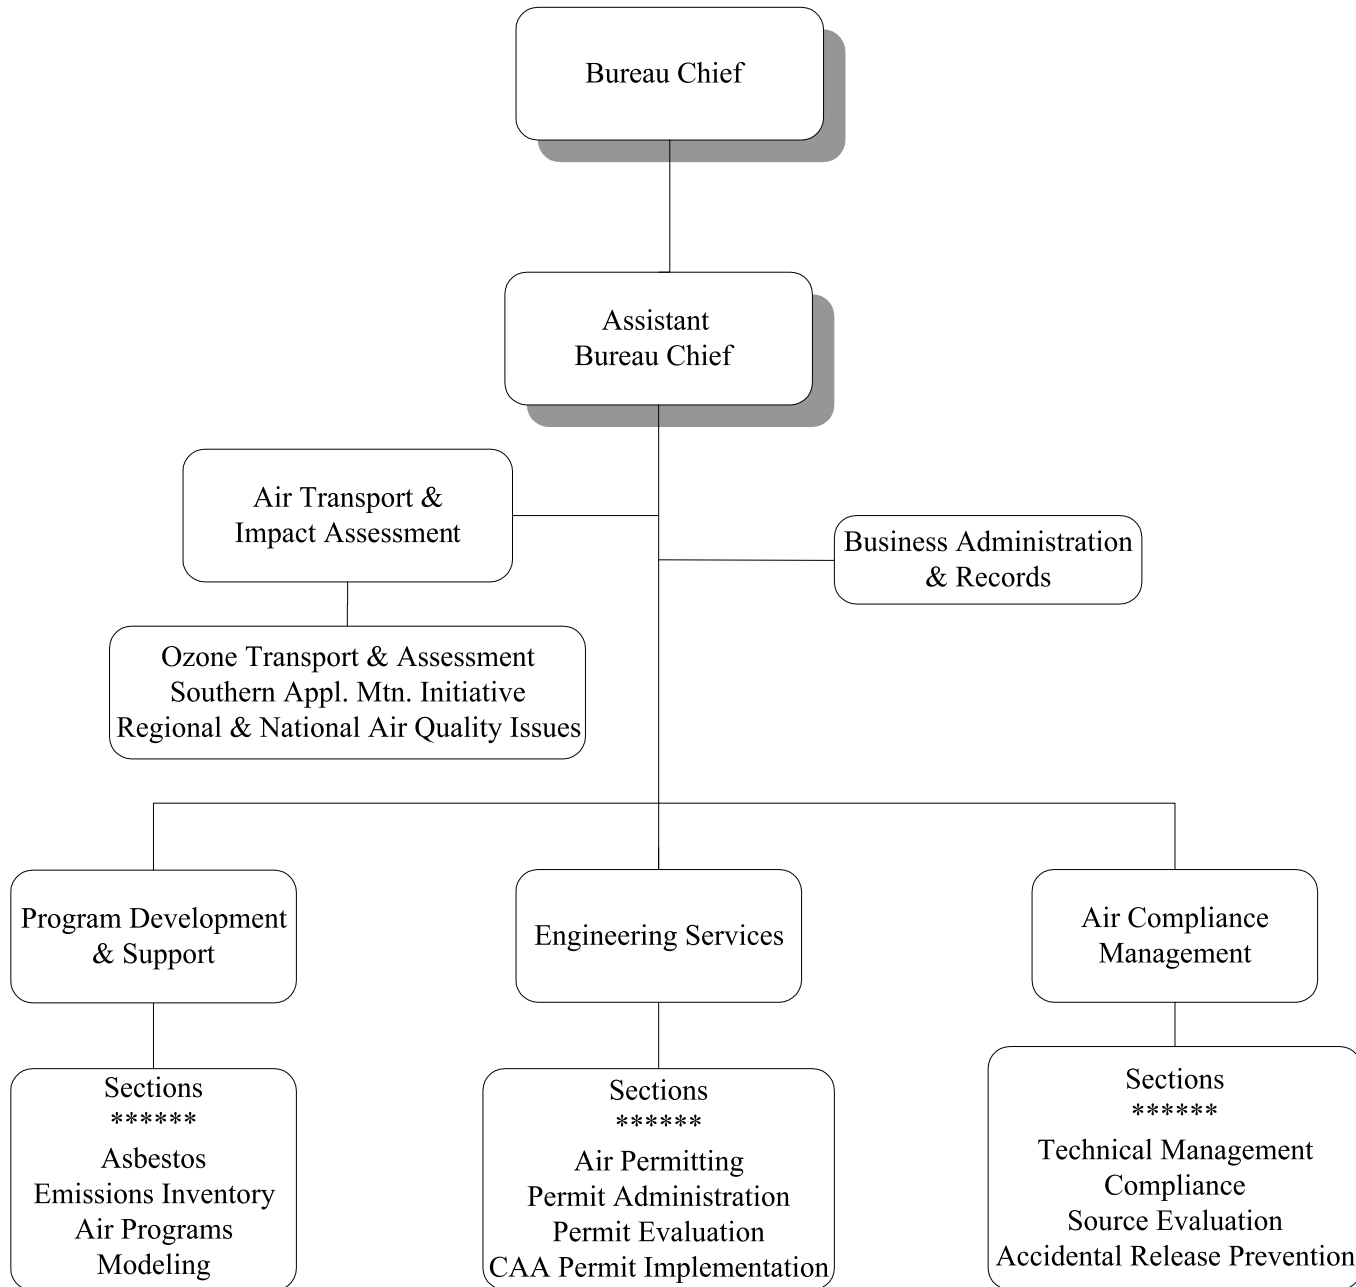 Bureau Chief
Assistant
Bureau Chief
Air Transport &
Impact Assessment
Business Administration
& Records
Ozone Transport & Assessment
Southern Appl. Mtn. Initiative
Regional & National Air Quality Issues
Program Development
& Support
Engineering Services
Air Compliance
Management
Sections
******
Asbestos
Emissions Inventory
Air Programs
Modeling
Sections
******
Air Permitting
Permit Administration
Permit Evaluation
CAA Permit Implementation
Sections
******
Technical Management
Compliance
Source Evaluation
Accidental Release Prevention